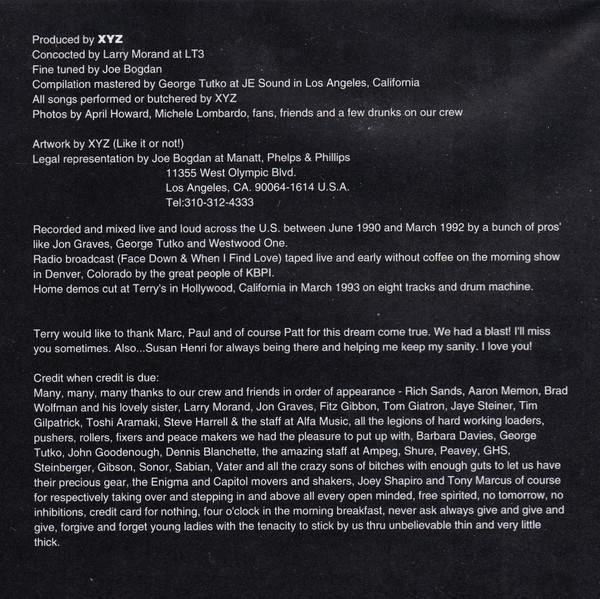 Produced by XYZ
Concocted by Larry Morand at LT3
Fine tuned by Joe Bogdan
Compilation mastered by George Tutko at JE Sound in Los Angeles, California
All songs performed or butchered by XYZ
Photos by April Howard, Michele Lombardo, fans, friends and a few drunks on our crew
Artwork by XYZ (Like it or not!)
Legal representation by Joe Bogdan at Manatt, Phelps & Phillips
11355 West Olympic Blvd.
Los Angeles, CA. 90064-1614 U.S.A.
Tel:310-312-4333
Recorded and mixed live and loud across the U.S. between June 1990 and March 1992 by a bunch of pros'
like Jon Graves, George Tutko and Westwood One.
Radio broadcast (Face Down & When I Find Love) taped live and early without coffee on the morning show
in Denver, Colorado by the great people of KBPI.
Home demos cut at Terry's in Hollywood, California in March 1993 on eight tracks and drum machine.
Terry would like to thank Marc, Paul and of course Patt for this dream come true. We had a blast! I'll miss
you sometimes. Also...Susan Henri for always being there and helping me keep my sanity. I love you!
Credit when credit is due:
Many, many, many thanks to our crew and friends in order of appearance - Rich Sands, Aaron Memon, Brad
Wolfman and his lovely sister, Larry Morand, Jon Graves, Fitz Gibbon, Tom Giatron, Jaye Steiner, Tim
Gilpatrick, Toshi Aramaki, Steve Harrell & the staff at Alfa Music, all the legions of hard working loaders,
pushers, rollers, fixers and peace makers we had the pleasure to put up with, Barbara Davies, George
Tutko, John Goodenough, Dennis Blanchette, the amazing staff at Ampeg, Shure, Peavey, GHS,
Steinberger, Gibson, Sonor, Sabian, Vater and all the crazy sons of bitches with enough guts to let us have
their precious gear, the Enigma and Capitol movers and shakers, Joey Shapiro and Tony Marcus of course
for respectively taking over and stepping in and above all every open minded, free spirited, no tomorrow, no
inhibitions, credit card for nothing, four o'clock in the morning breakfast, never ask always give and give and
give, forgive and forget young ladies with the tenacity to stick by us thru unbelievable thin and very little
thick.